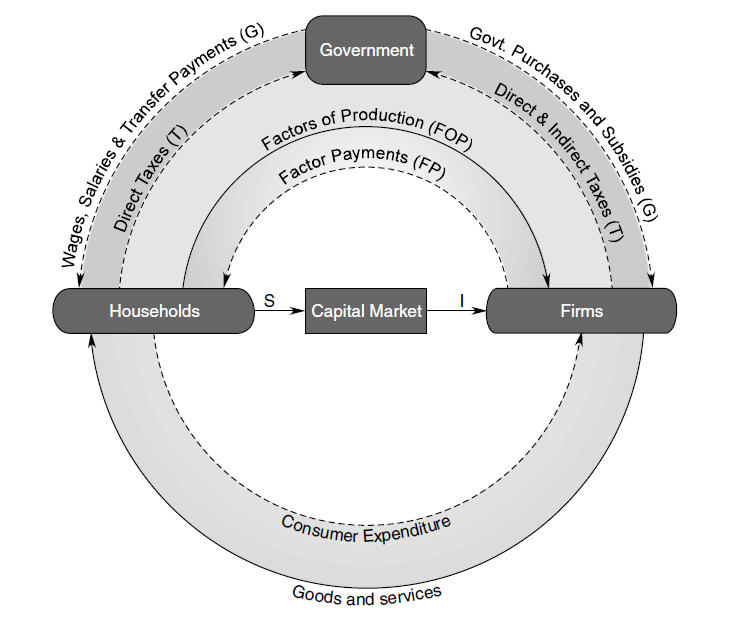 Government
Wages, Salaries & Transfer Payments (G)
Govt. Purchases and Subsidies (G)
Direct Taxes (T)
Direct & Indirect Taxes (T)
Factors of Production (FOP)
Factor Payments (FP)
Households
S
Capital Market
I
Firms
Consumer Expenditure
Goods and services